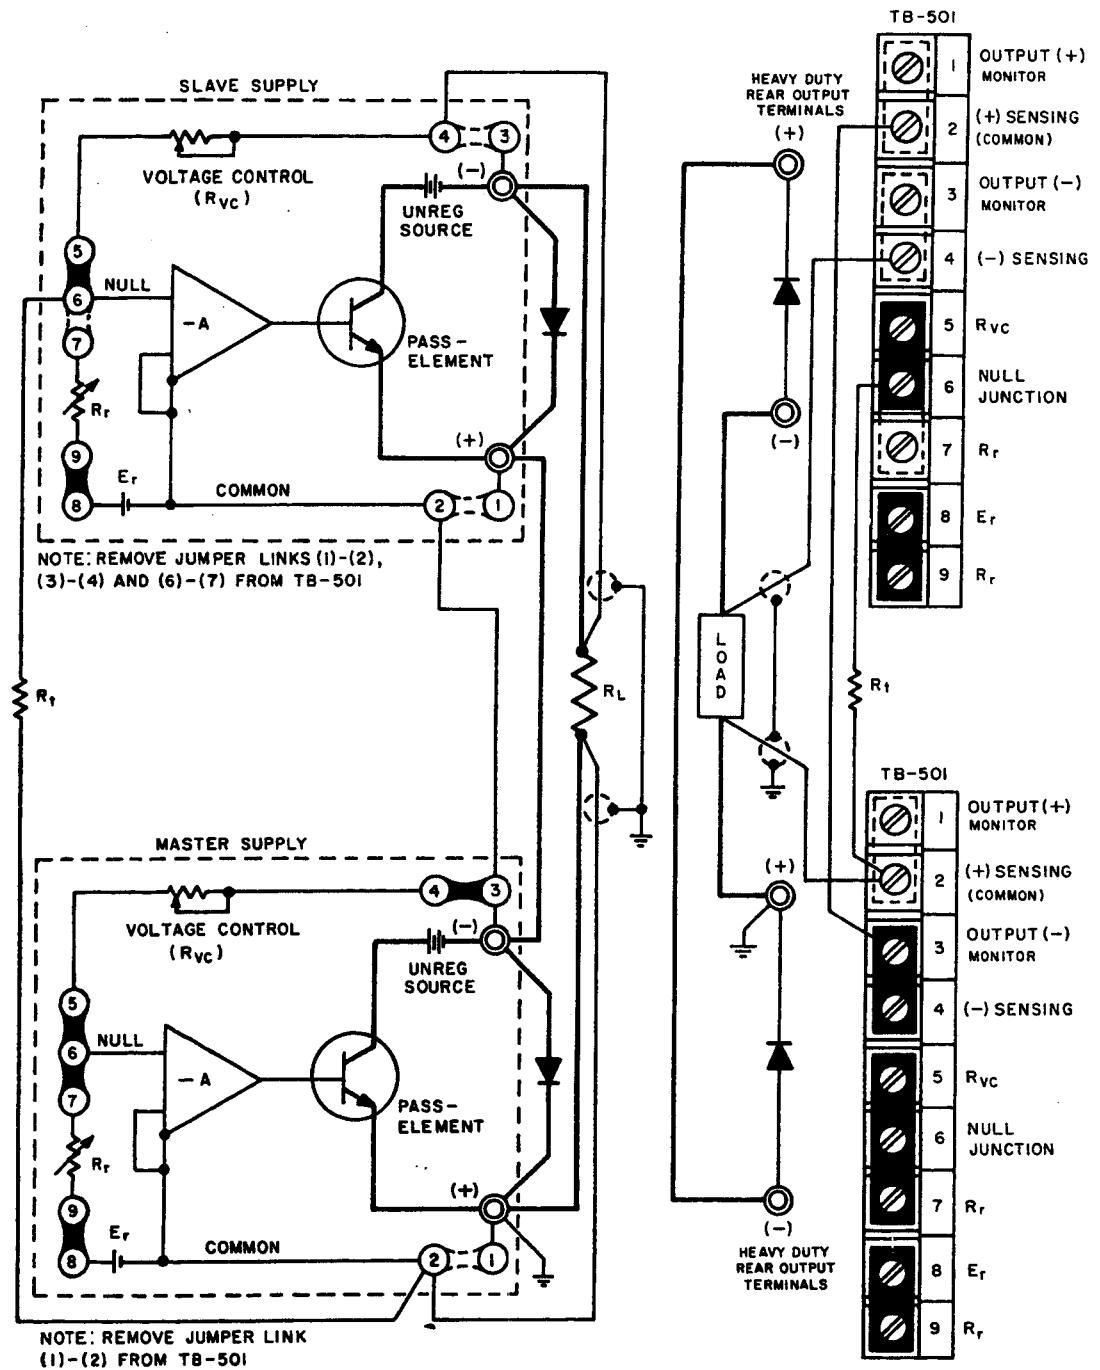 SLAVE SUPPLY
4
3
(−)
VOLTAGE CONTROL
(RVC)
UNREG
SOURCE
5
6
NULL
7
−A
PASS-
ELEMENT
Rr
9
8
Er
COMMON
(+)
2
1
NOTE: REMOVE JUMPER LINKS (1)-(2),
(3)-(4) AND (6)-(7) FROM TB-501
Rt
RL
MASTER SUPPLY
4
3
(−)
VOLTAGE CONTROL
(RVC)
UNREG
SOURCE
5
6
NULL
7
−A
PASS-
ELEMENT
Rr
9
8
Er
COMMON
(+)
2
1
NOTE: REMOVE JUMPER LINK
(1)-(2) FROM TB-501
HEAVY DUTY
REAR OUTPUT
TERMINALS
(+)
(−)
LOAD
Rt
(+)
(−)
HEAVY DUTY
REAR OUTPUT
TERMINALS
TB-501
1 OUTPUT (+)
MONITOR
2 (+) SENSING
(COMMON)
3 OUTPUT (−)
MONITOR
4 (−) SENSING
5 RVC
6 NULL
JUNCTION
7 Rr
8 Er
9 Rr
TB-501
1 OUTPUT (+)
MONITOR
2 (+) SENSING
(COMMON)
3 OUTPUT (−)
MONITOR
4 (−) SENSING
5 RVC
6 NULL
JUNCTION
7 Rr
8 Er
9 Rr